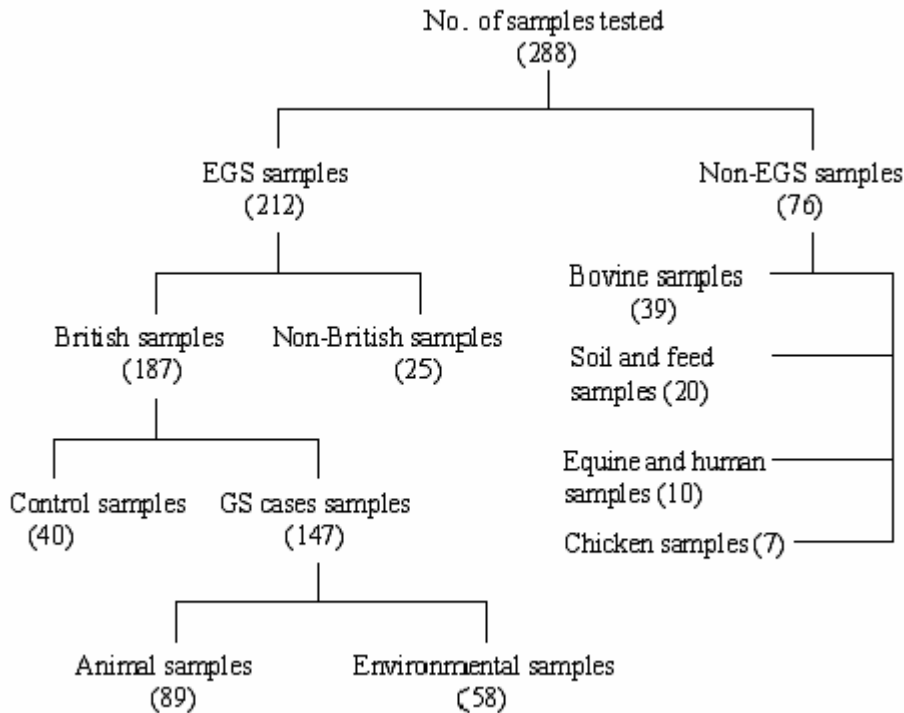 No. of samples tested
(288)
EGS samples
(212)
Non-EGS samples
(76)
British samples
(187)
Non-British samples
(25)
Control samples
(40)
GS cases samples
(147)
Animal samples
(89)
Environmental samples
(58)
Bovine samples
(39)
Soil and feed
samples (20)
Equine and human
samples (10)
Chicken samples (7)